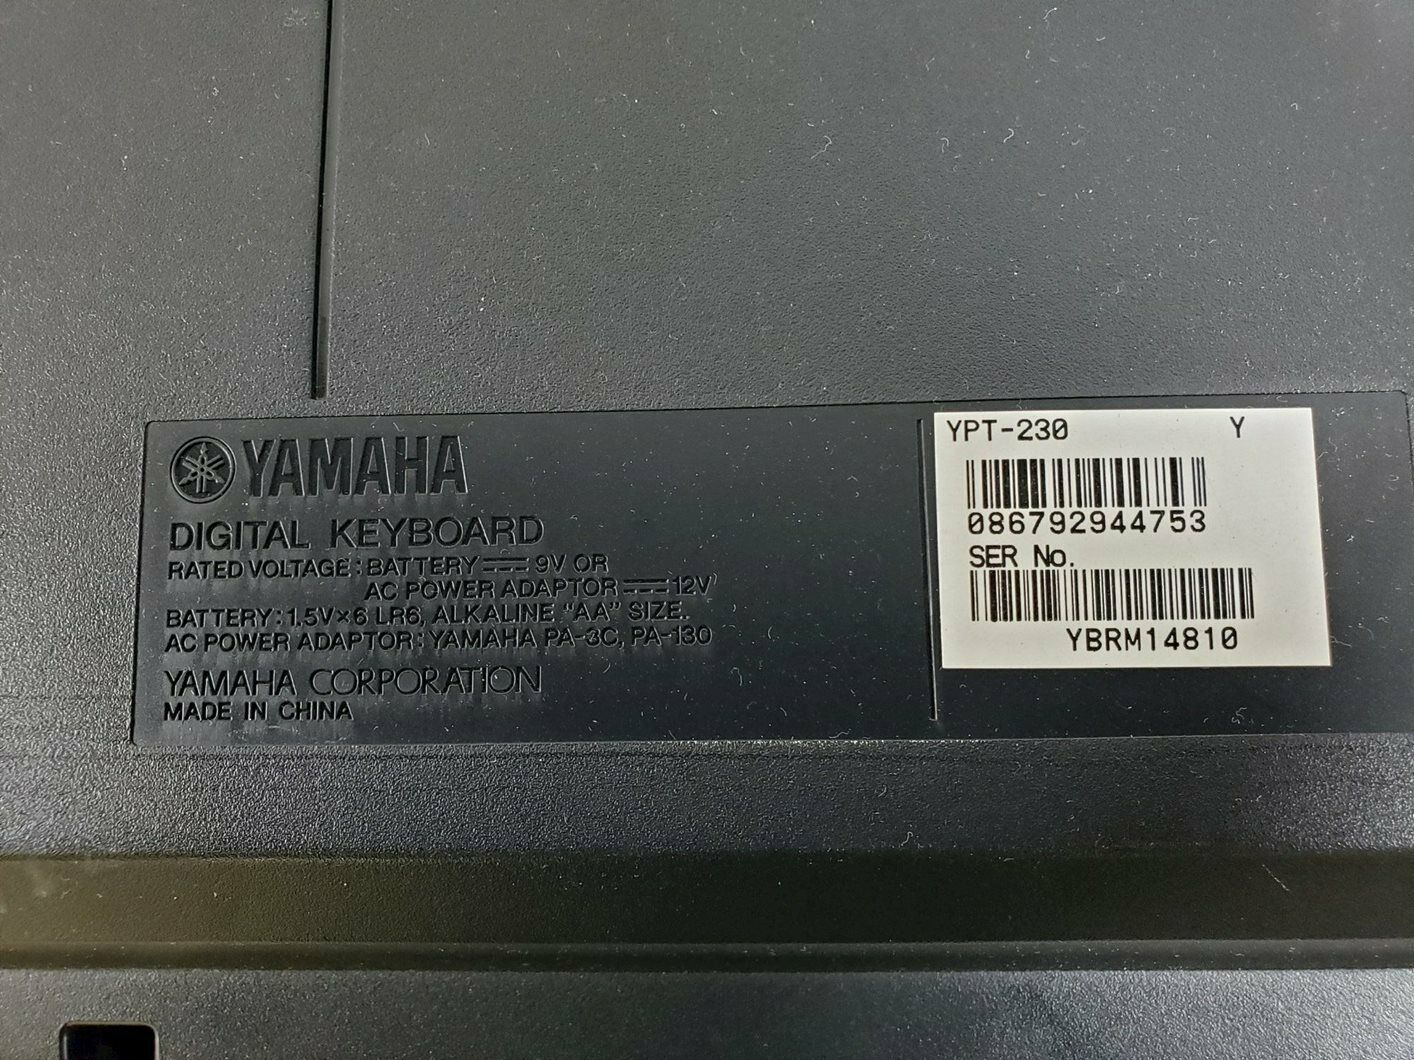 YAMAHA
DIGITAL KEYBOARD
RATED VOLTAGE : BATTERY ⎓ 9V OR
AC POWER ADAPTOR ⎓ 12V
BATTERY : 1.5V×6 LR6, ALKALINE "AA" SIZE.
AC POWER ADAPTOR : YAMAHA PA-3C, PA-130
YAMAHA CORPORATION
MADE IN CHINA
YPT-230 Y
086792944753
SER No.
YBRM14810